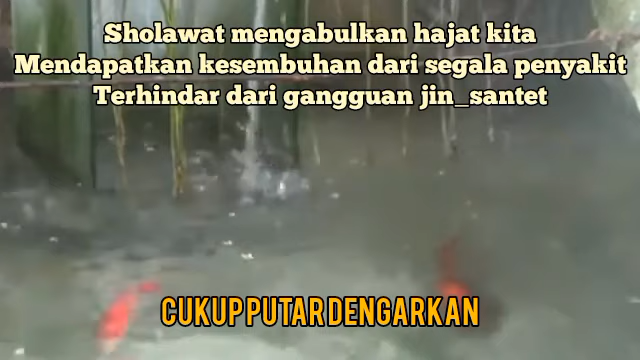 Sholawat mengabulkan hajat kita
Mendapatkan kesembuhan dari segala penyakit
Terhindar dari gangguan jin_santet
CUKUP PUTAR DENGARKAN